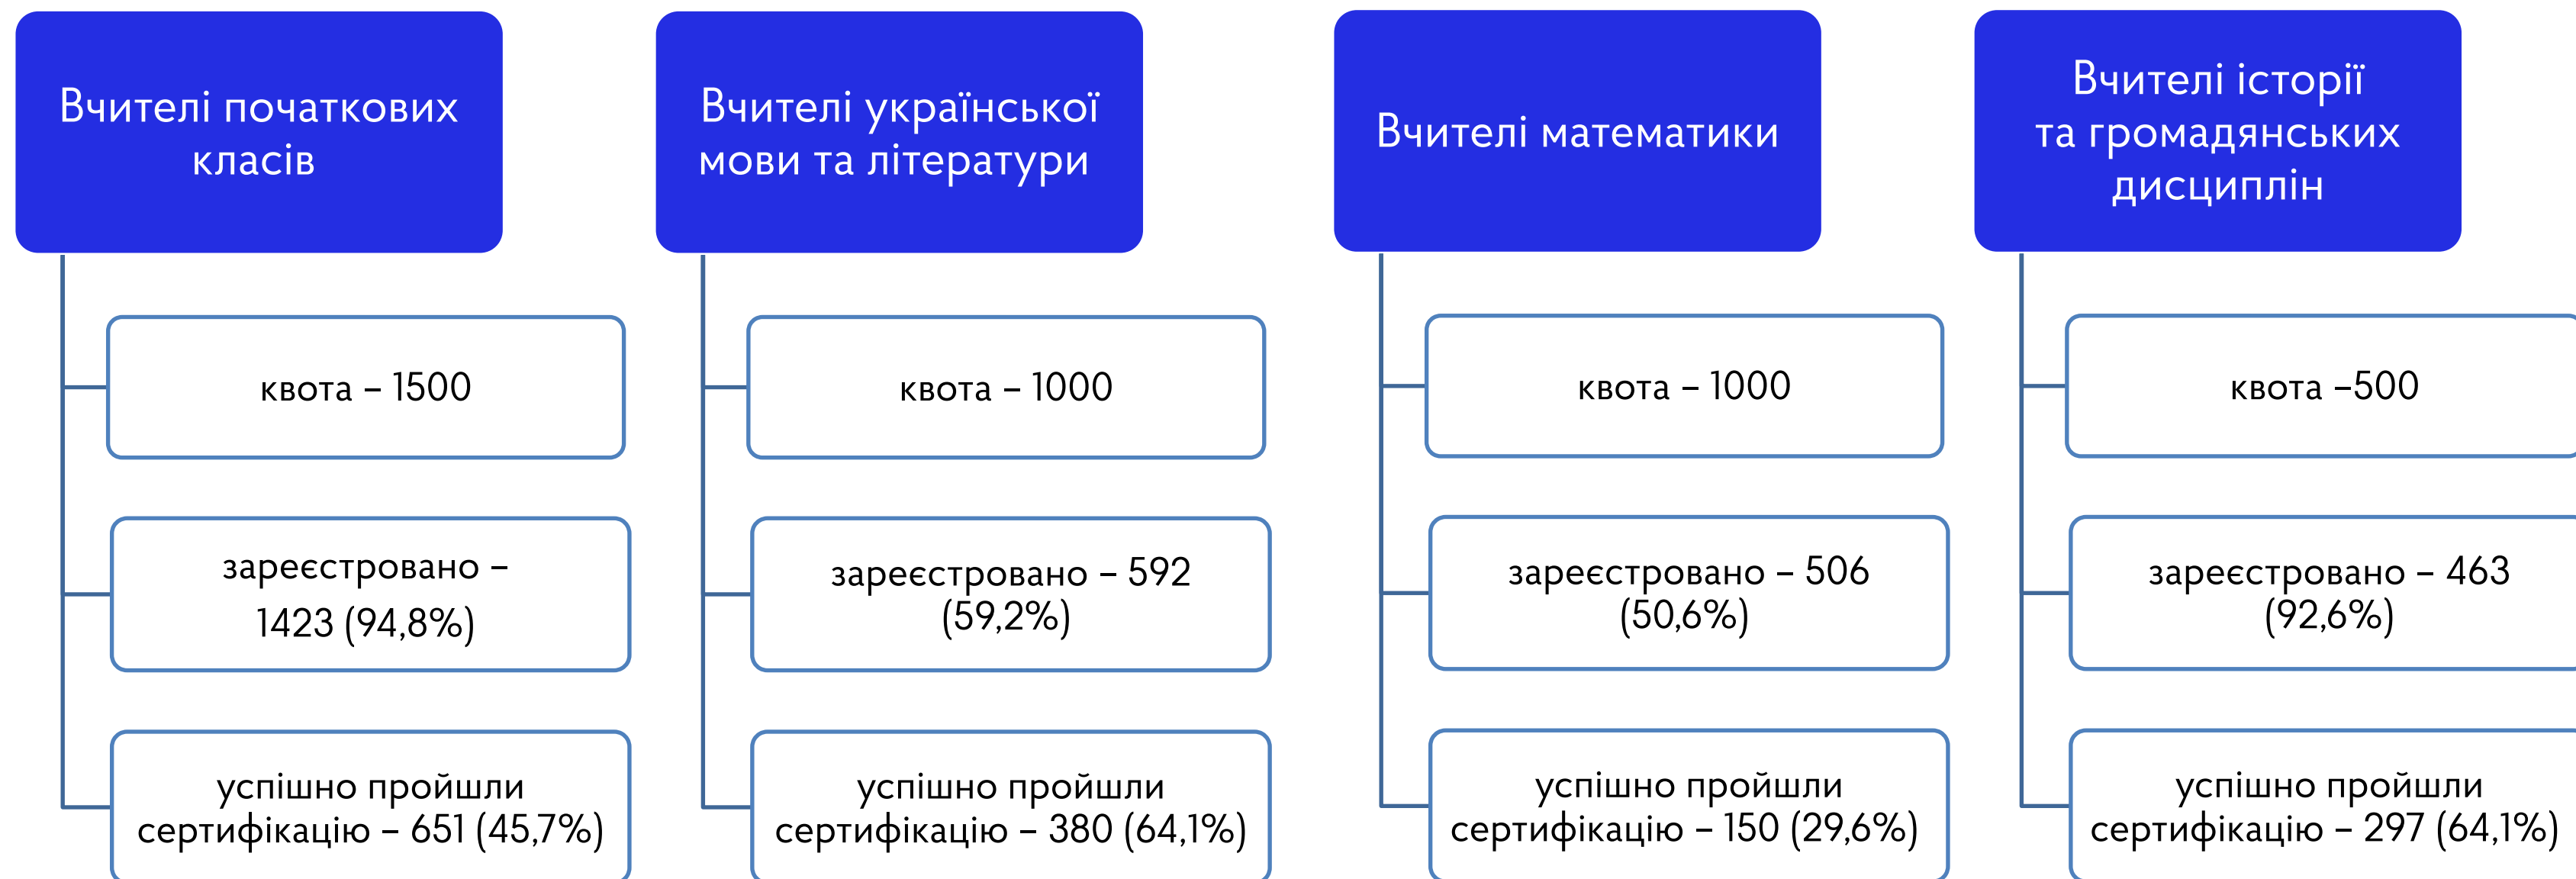 Вчителі початкових
класів
квота – 1500
зареєстровано –
1423 (94,8%)
успішно пройшли
сертифікацію – 651 (45,7%)
Вчителі української
мови та літератури
квота – 1000
зареєстровано – 592
(59,2%)
успішно пройшли
сертифікацію – 380 (64,1%)
Вчителі математики
квота – 1000
зареєстровано – 506
(50,6%)
успішно пройшли
сертифікацію – 150 (29,6%)
Вчителі історії
та громадянських
дисциплін
квота –500
зареєстровано – 463
(92,6%)
успішно пройшли
сертифікацію – 297 (64,1%)